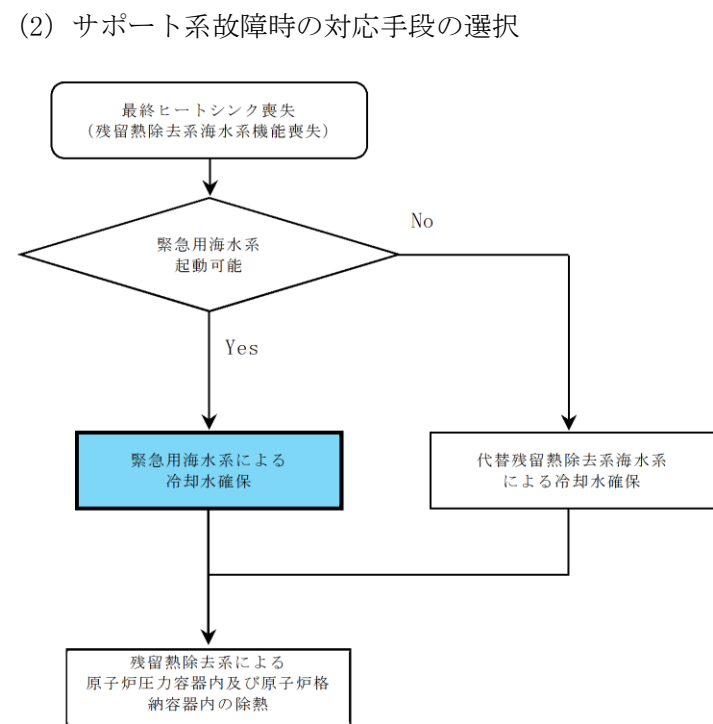 (2) サポート系故障時の対応手段の選択
最終ヒートシンク喪失
（残留熱除去系海水系機能喪失）
緊急用海水系
起動可能
No
Yes
緊急用海水系による
冷却水確保
代替残留熱除去系海水系
による冷却水確保
残留熱除去系による
原子炉圧力容器内及び原子炉格
納容器内の除熱